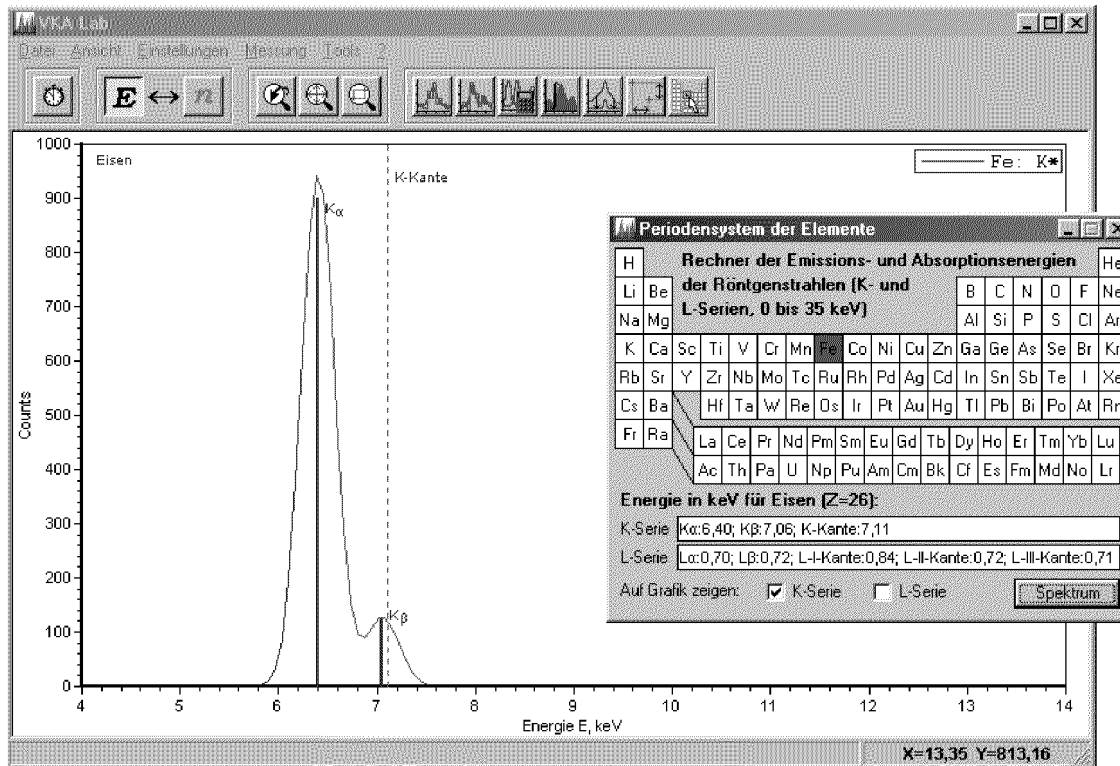 VKA Lab
Datei Ansicht Einstellungen Messung Tools ?
E ↔ n
1000
900
800
700
600
500
400
300
200
100
0
Counts
Eisen
K-Kante
Kα
Kβ
Fe: K*
4 5 6 7 8 9 10 11 12 13 14
Energie E, keV
Periodensystem der Elemente
Rechner der Emissions- und Absorptionsenergien
der Röntgenstrahlen (K- und
L-Serien, 0 bis 35 keV)
H He
Li Be B C N O F Ne
Na Mg Al Si P S Cl Ar
K Ca Sc Ti V Cr Mn Fe Co Ni Cu Zn Ga Ge As Se Br Kr
Rb Sr Y Zr Nb Mo Tc Ru Rh Pd Ag Cd In Sn Sb Te I Xe
Cs Ba Hf Ta W Re Os Ir Pt Au Hg Tl Pb Bi Po At Rn
Fr Ra
La Ce Pr Nd Pm Sm Eu Gd Tb Dy Ho Er Tm Yb Lu
Ac Th Pa U Np Pu Am Cm Bk Cf Es Fm Md No Lr
Energie in keV für Eisen (Z=26):
K-Serie Kα:6,40; Kβ:7,06; K-Kante:7,11
L-Serie Lα:0,70; Lβ:0,72; L-I-Kante:0,84; L-II-Kante:0,72; L-III-Kante:0,71
Auf Grafik zeigen: K-Serie L-Serie Spektrum
X=13,35 Y=813,16